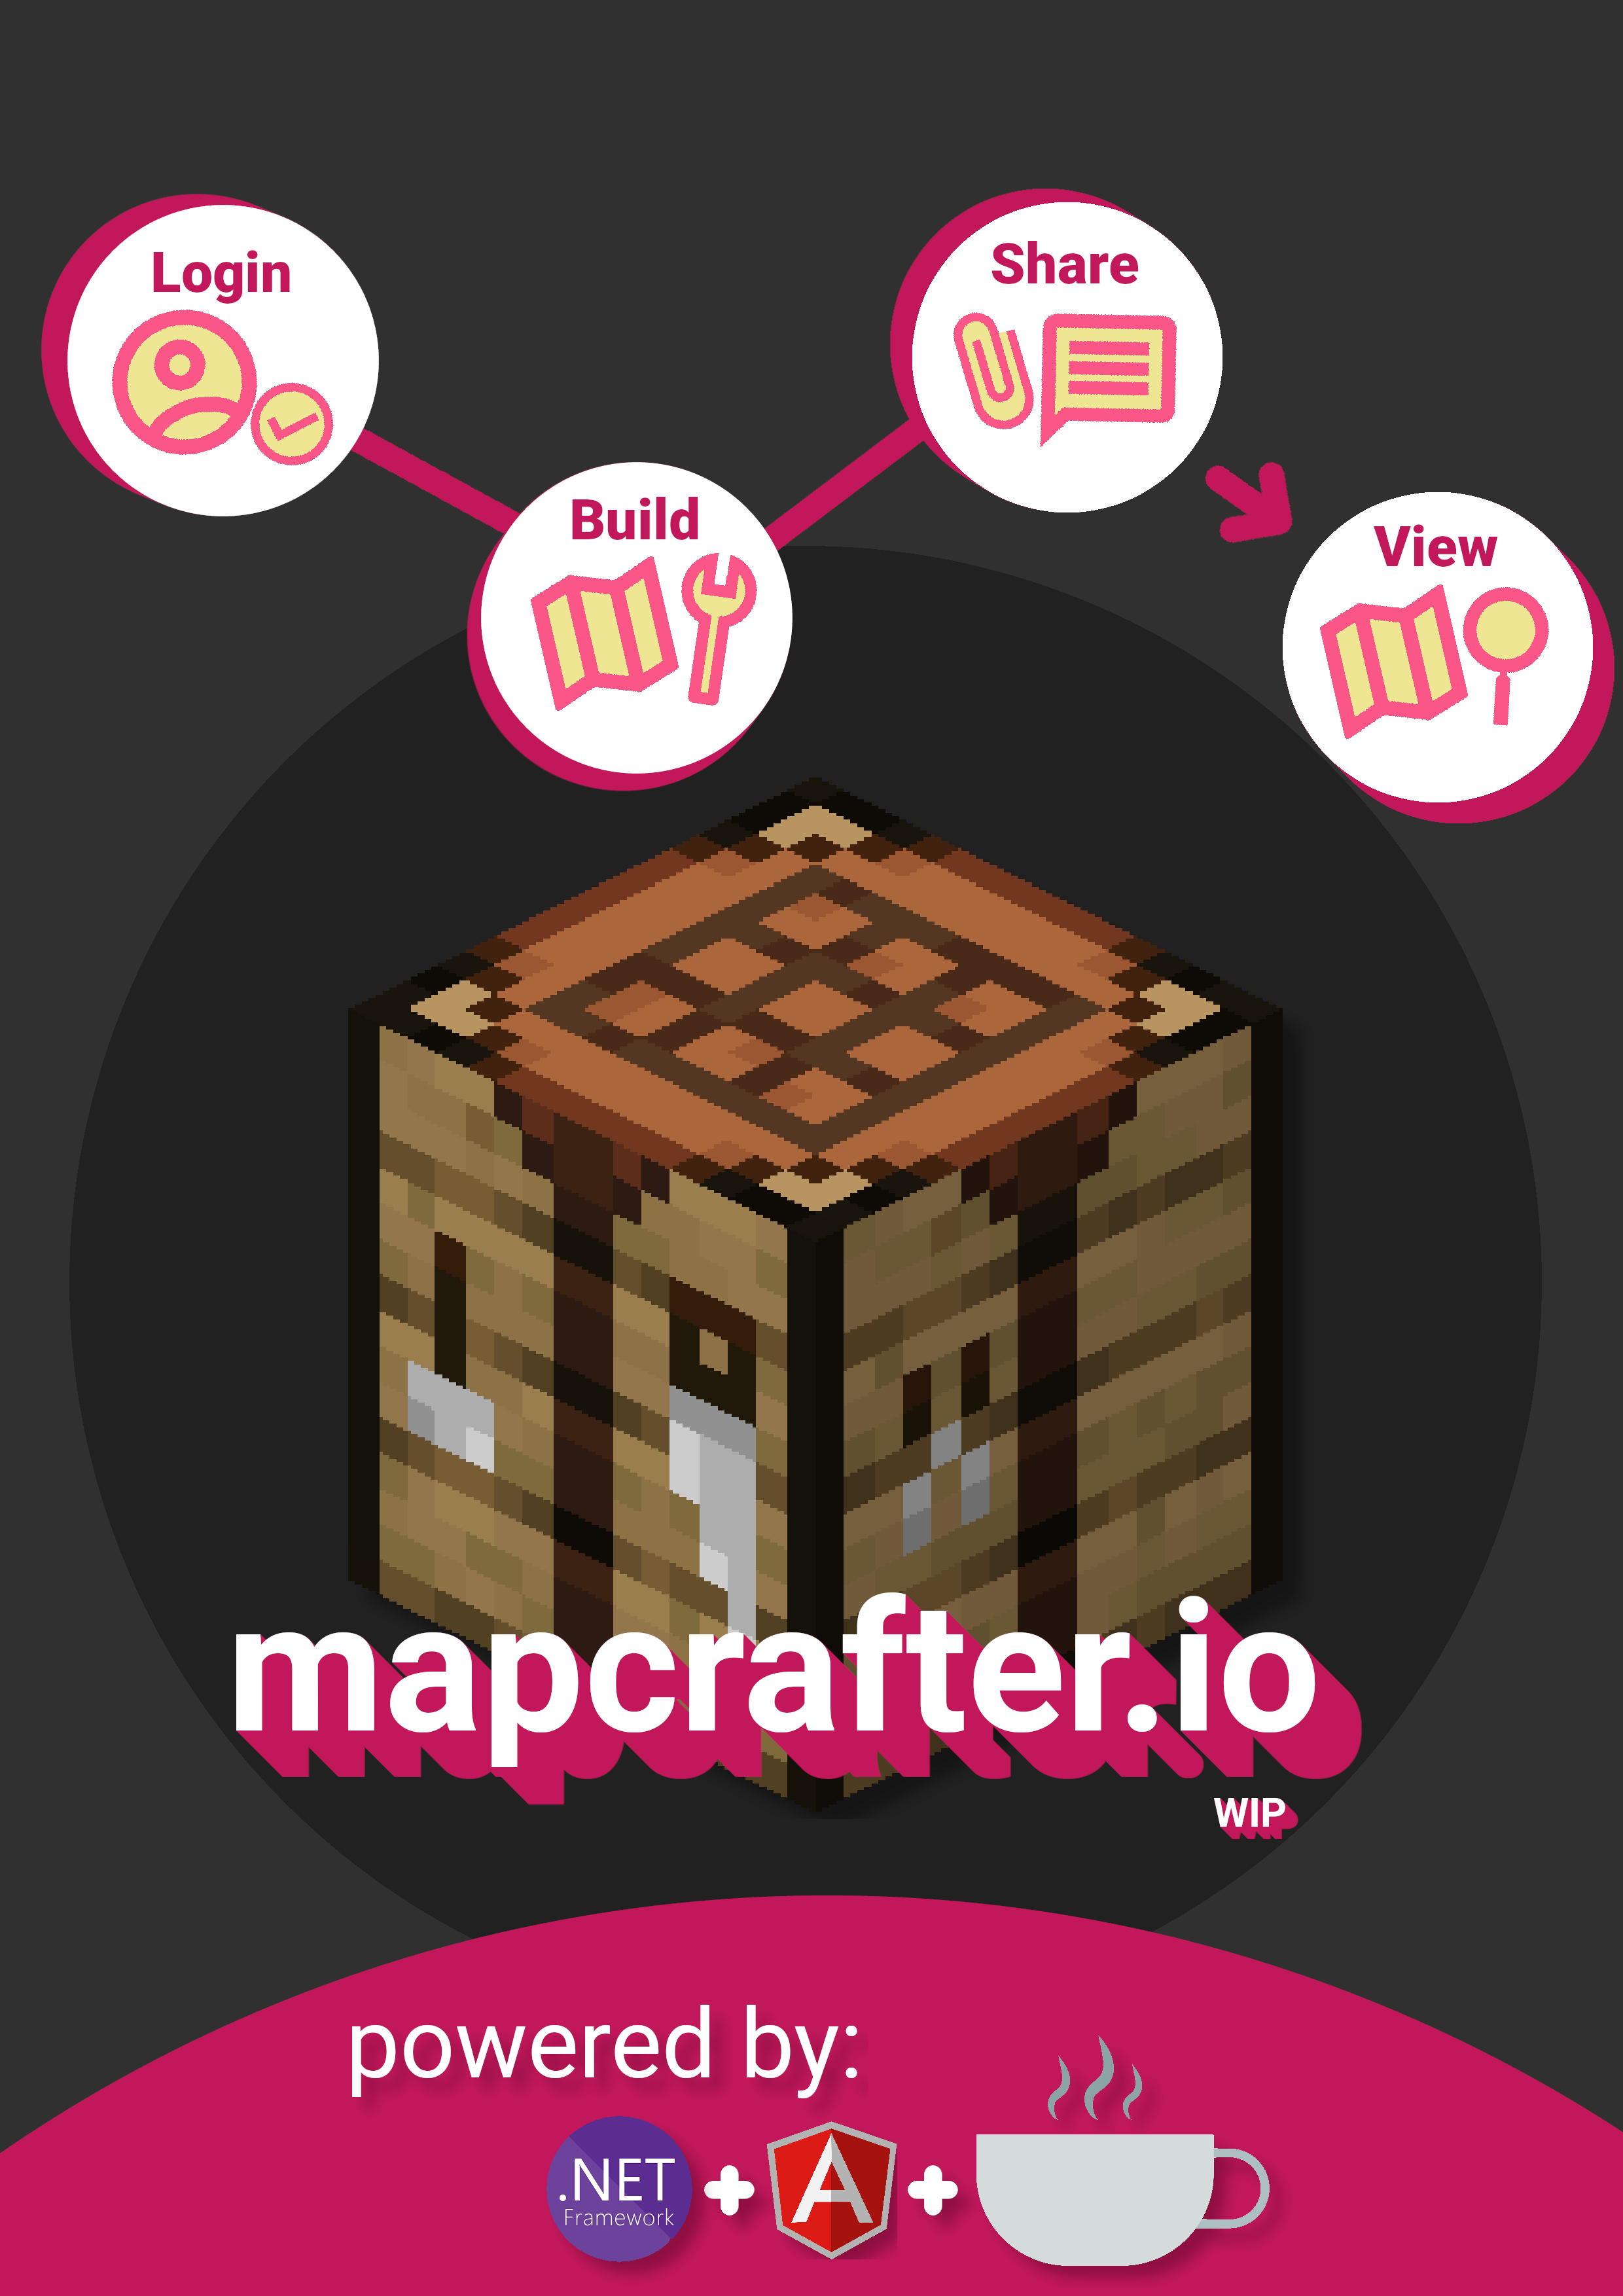 Login
Share
Build
View
mapcrafter.io
WIP
powered by:
.NET
Framework
A